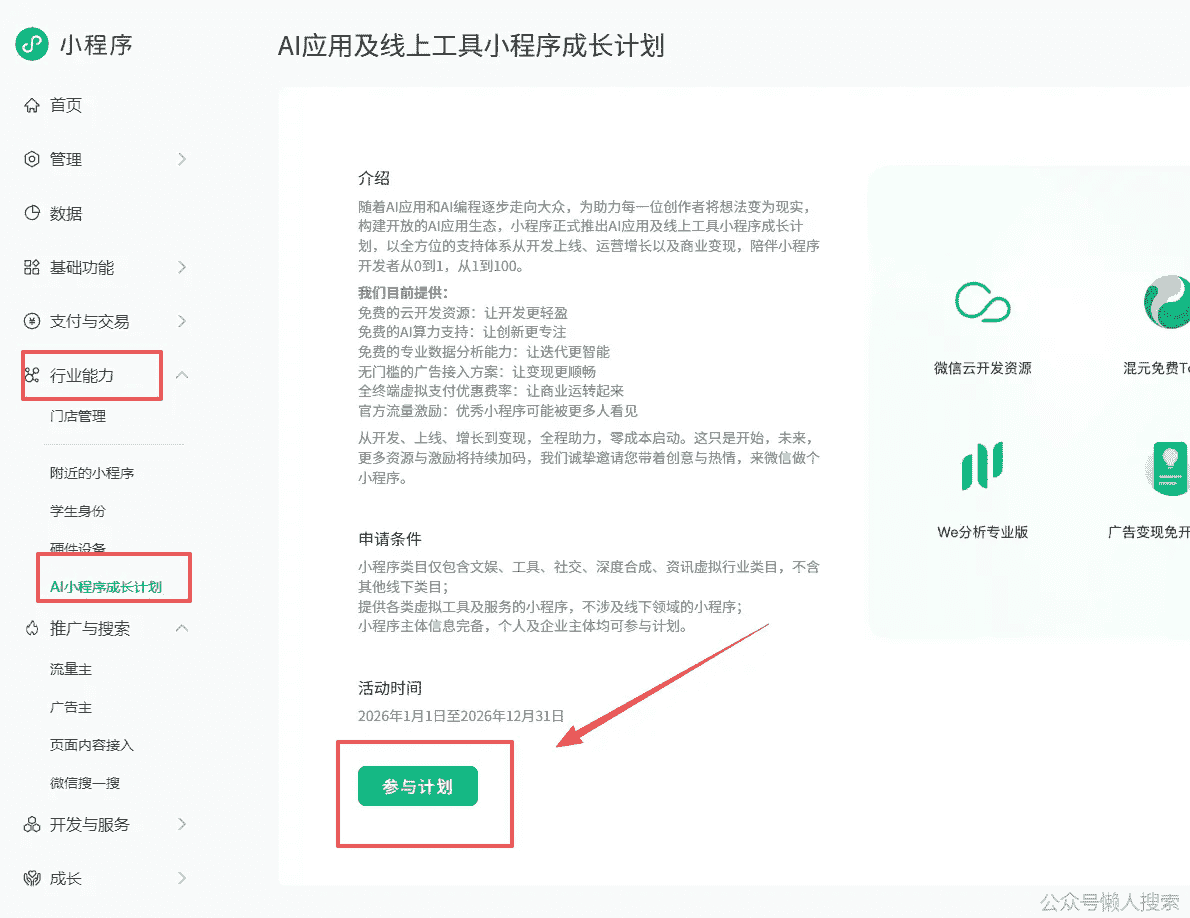 小程序
AI应用及线上工具小程序成长计划
首页
管理
数据
基础功能
支付与交易
行业能力
门店管理
附近的小程序
学生身份
硬件设备
AI小程序成长计划
推广与搜索
流量主
广告主
页面内容接入
微信搜一搜
开发与服务
成长
介绍
随着AI应用和AI编程逐步走向大众，为助力每一位创作者将想法变为现实，
构建开放的AI应用生态，小程序正式推出AI应用及线上工具小程序成长计
划，以全方位的支持体系从开发上线、运营增长以及商业变现，陪伴小程序
开发者从0到1，从1到100。
我们目前提供：
免费的云开发资源：让开发更轻盈
免费的AI算力支持：让创新更专注
免费的专业数据分析能力：让迭代更智能
无门槛的广告接入方案：让变现更顺畅
全终端虚拟支付优惠费率：让商业运转起来
官方流量激励：优秀小程序可能被更多人看见
从开发、上线、增长到变现，全程助力，零成本启动。这只是开始，未来，
更多资源与激励将持续加码，我们诚挚邀请您带着创意与热情，来微信做个
小程序。
申请条件
小程序类目仅包含文娱、工具、社交、深度合成、资讯虚拟行业类目，不含
其他线下类目；
提供各类虚拟工具及服务的小程序，不涉及线下领域的小程序；
小程序主体信息完备，个人及企业主体均可参与计划。
活动时间
2026年1月1日至2026年12月31日
参与计划
微信云开发资源
混元免费To
We分析专业版
广告变现免开
公众号懒人搜索